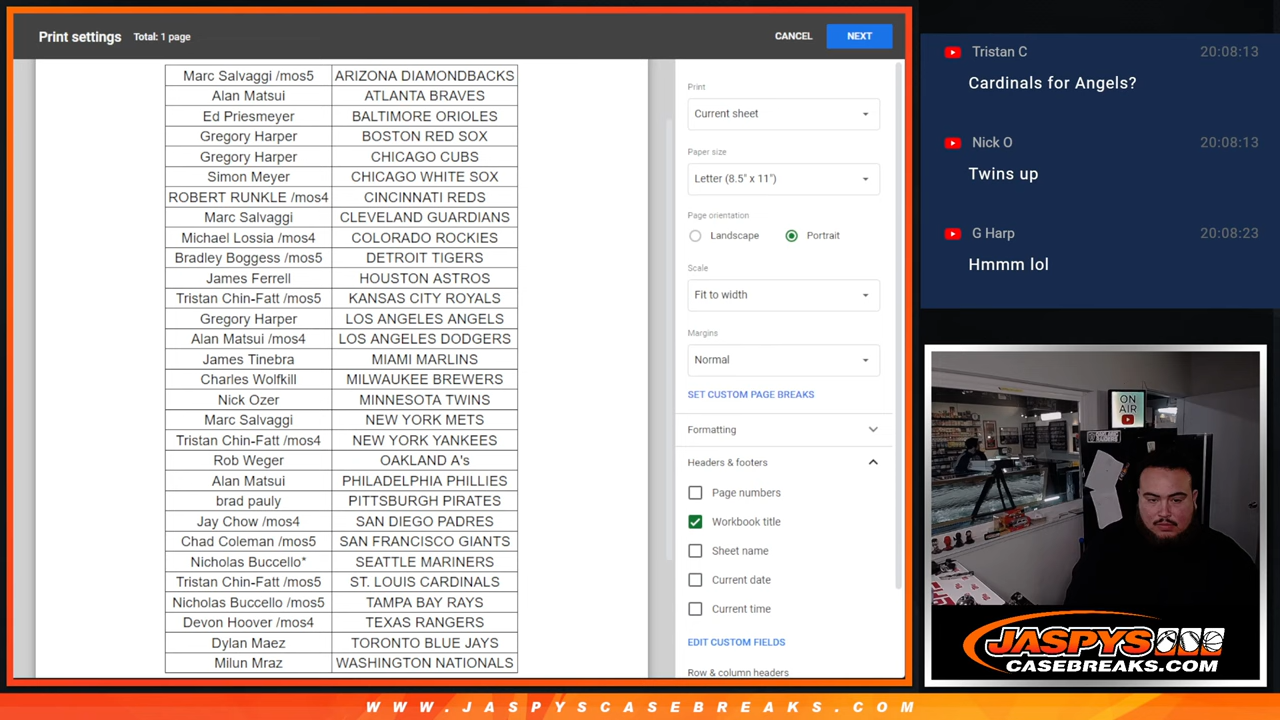 Print settings
Total: 1 page
CANCEL
NEXT
Marc Salvaggi /mos5 ARIZONA DIAMONDBACKS
Alan Matsui ATLANTA BRAVES
Ed Priesmeyer BALTIMORE ORIOLES
Gregory Harper BOSTON RED SOX
Gregory Harper CHICAGO CUBS
Simon Meyer CHICAGO WHITE SOX
ROBERT RUNKLE /mos4 CINCINNATI REDS
Marc Salvaggi CLEVELAND GUARDIANS
Michael Lossia /mos4 COLORADO ROCKIES
Bradley Boggess /mos5 DETROIT TIGERS
James Ferrell HOUSTON ASTROS
Tristan Chin-Fatt /mos5 KANSAS CITY ROYALS
Gregory Harper LOS ANGELES ANGELS
Alan Matsui /mos4 LOS ANGELES DODGERS
James Tinebra MIAMI MARLINS
Charles Wolfkill MILWAUKEE BREWERS
Nick Ozer MINNESOTA TWINS
Marc Salvaggi NEW YORK METS
Tristan Chin-Fatt /mos4 NEW YORK YANKEES
Rob Weger OAKLAND A's
Alan Matsui PHILADELPHIA PHILLIES
brad pauly PITTSBURGH PIRATES
Jay Chow /mos4 SAN DIEGO PADRES
Chad Coleman /mos5 SAN FRANCISCO GIANTS
Nicholas Buccello* SEATTLE MARINERS
Tristan Chin-Fatt /mos5 ST. LOUIS CARDINALS
Nicholas Buccello /mos5 TAMPA BAY RAYS
Devon Hoover /mos4 TEXAS RANGERS
Dylan Maez TORONTO BLUE JAYS
Milun Mraz WASHINGTON NATIONALS
Print
Current sheet
Paper size
Letter (8.5" x 11")
Page orientation
Landscape
Portrait
Scale
Fit to width
Margins
Normal
SET CUSTOM PAGE BREAKS
Formatting
Headers & footers
Page numbers
Workbook title
Sheet name
Current date
Current time
EDIT CUSTOM FIELDS
Row & column headers
Tristan C 20:08:13
Cardinals for Angels?
Nick O 20:08:13
Twins up
G Harp 20:08:23
Hmmm lol
ON
AIR
JASPYS
CASEBREAKS.COM
WWW.JASPYSCASEBREAKS.COM